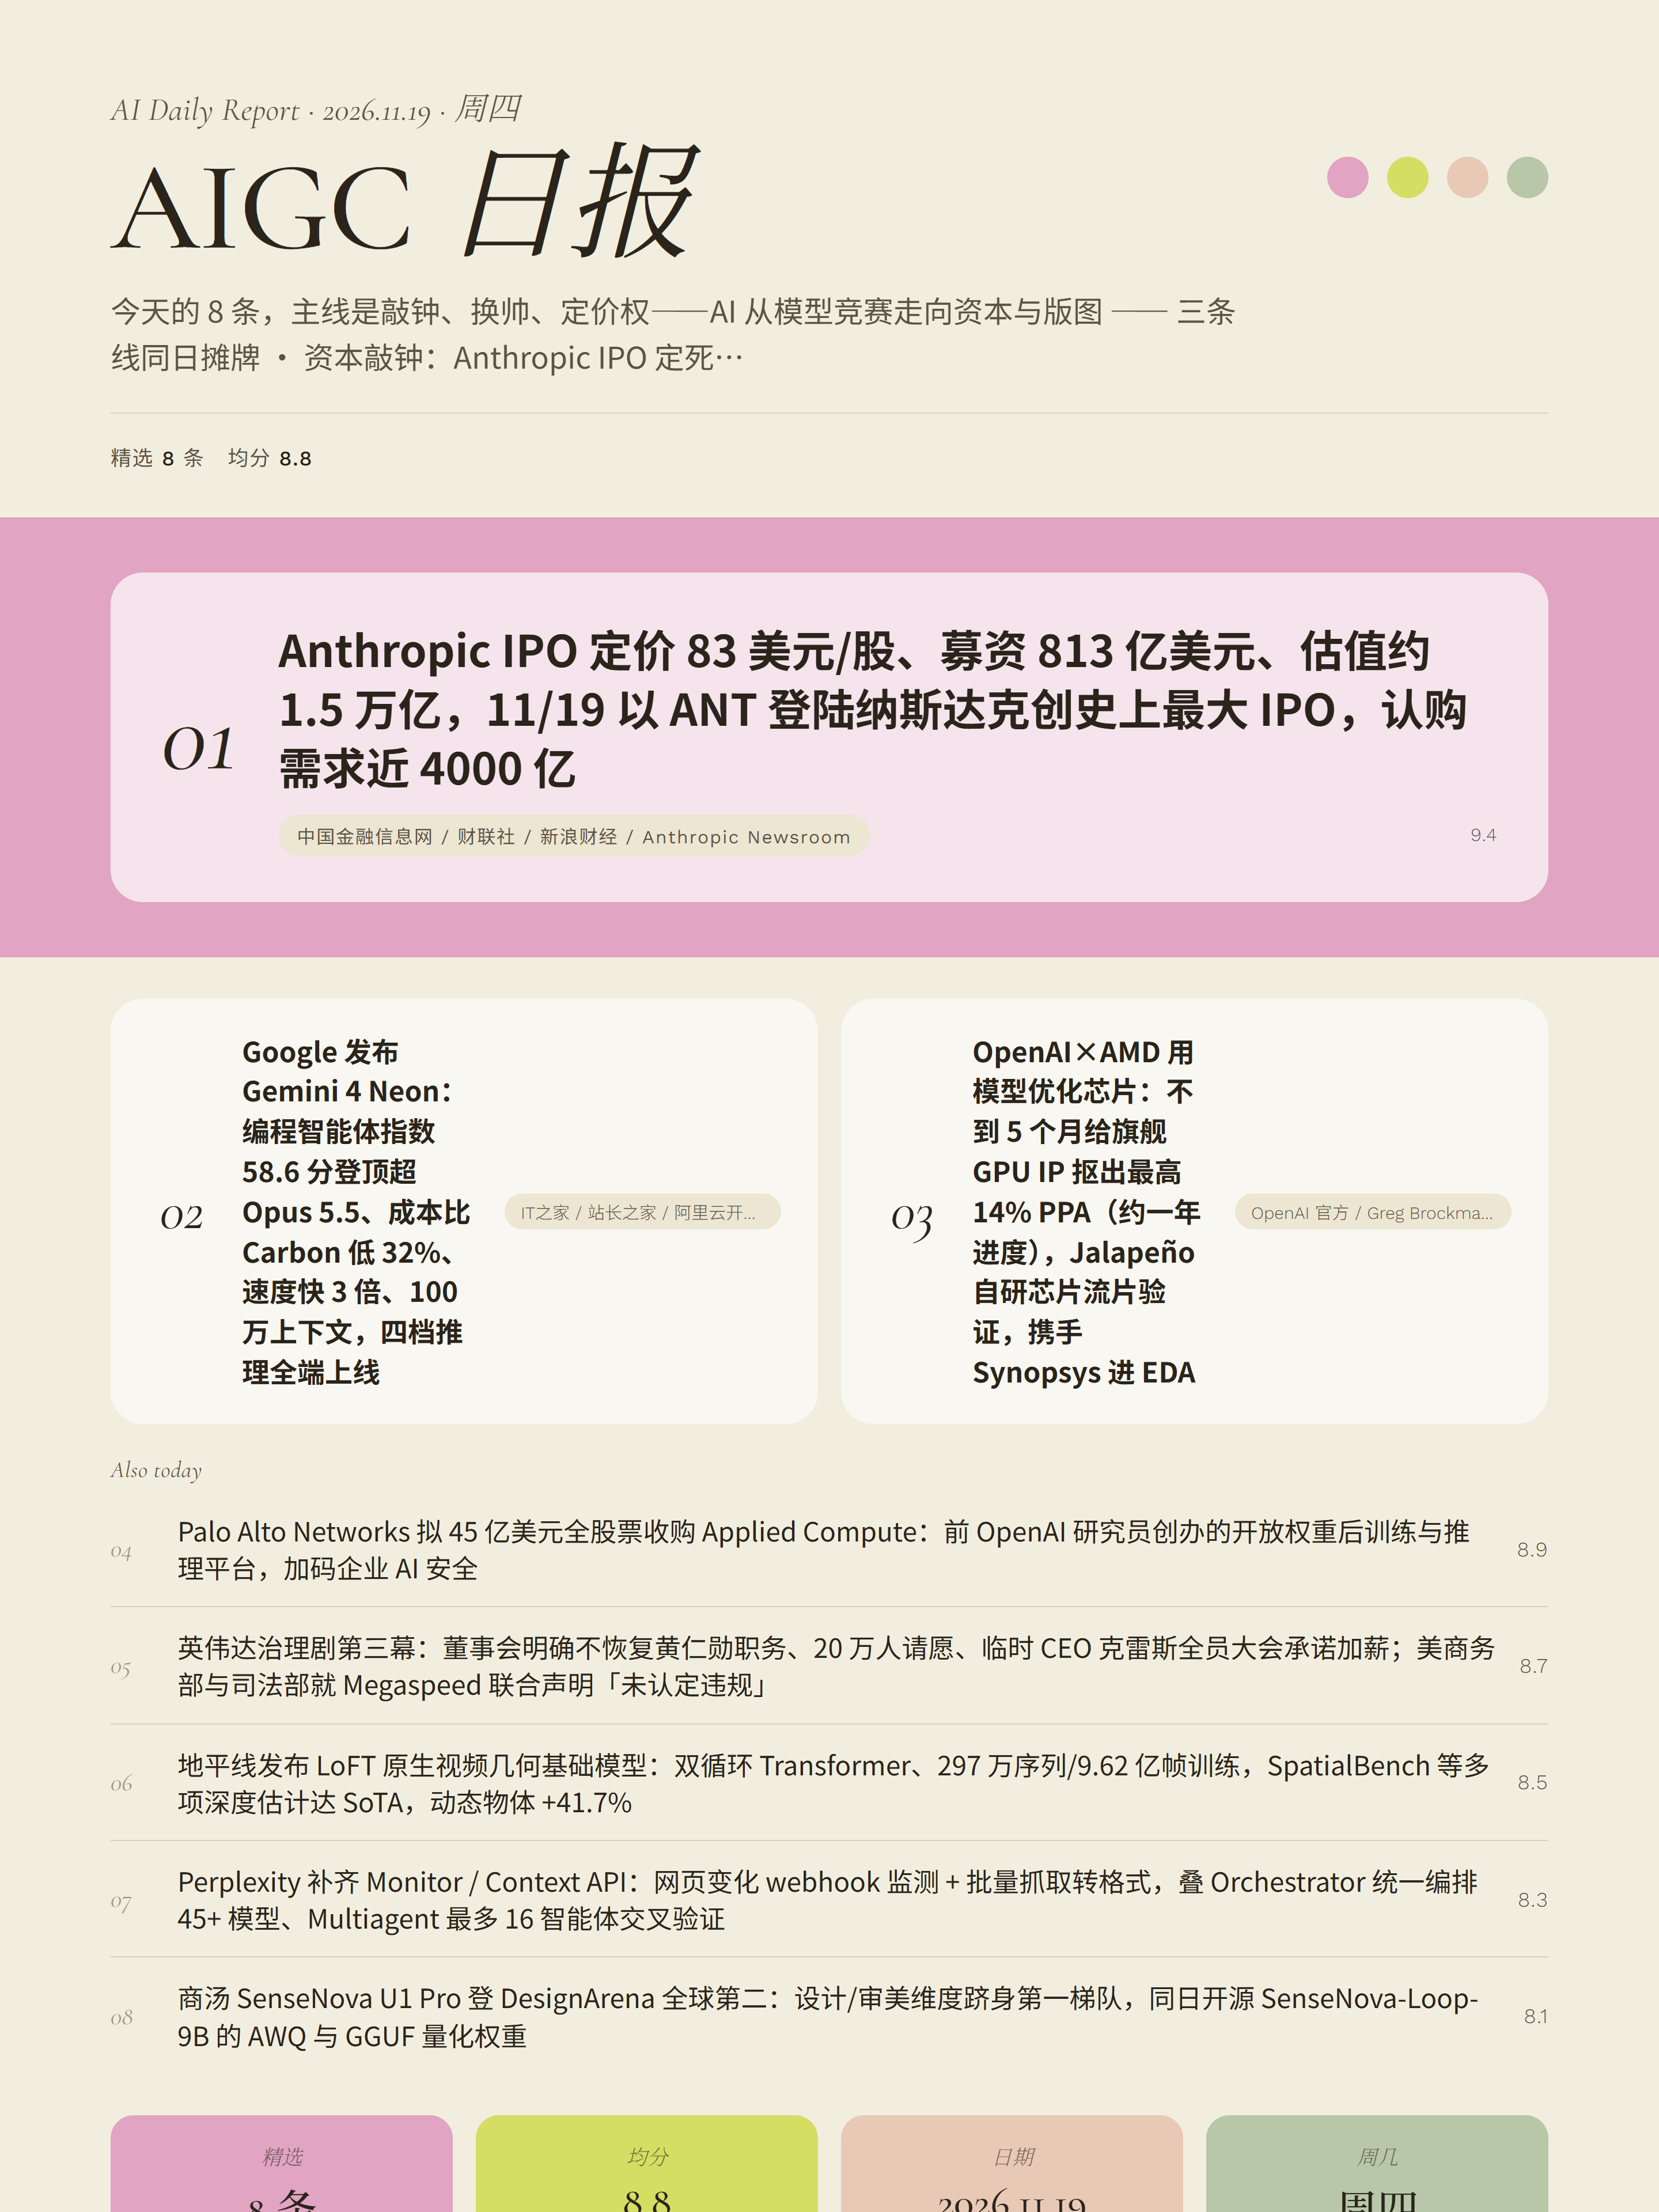 AI Daily Report · 2026.11.19 · 周四
AIGC 日报
今天的 8 条，主线是敲钟、换帅、定价权——AI 从模型竞赛走向资本与版图 —— 三条
线同日摊牌 • 资本敲钟：Anthropic IPO 定死…
精选 8 条 均分 8.8
01
Anthropic IPO 定价 83 美元/股、募资 813 亿美元、估值约
1.5 万亿，11/19 以 ANT 登陆纳斯达克创史上最大 IPO，认购
需求近 4000 亿
中国金融信息网 / 财联社 / 新浪财经 / Anthropic Newsroom
9.4
02
Google 发布
Gemini 4 Neon：
编程智能体指数
58.6 分登顶超
Opus 5.5、成本比
Carbon 低 32%、
速度快 3 倍、100
万上下文，四档推
理全端上线
IT之家 / 站长之家 / 阿里云开...
03
OpenAI×AMD 用
模型优化芯片：不
到 5 个月给旗舰
GPU IP 抠出最高
14% PPA（约一年
进度），Jalapeño
自研芯片流片验
证，携手
Synopsys 进 EDA
OpenAI 官方 / Greg Brockma...
Also today
04
Palo Alto Networks 拟 45 亿美元全股票收购 Applied Compute：前 OpenAI 研究员创办的开放权重后训练与推
理平台，加码企业 AI 安全
8.9
05
英伟达治理剧第三幕：董事会明确不恢复黄仁勋职务、20 万人请愿、临时 CEO 克雷斯全员大会承诺加薪；美商务
部与司法部就 Megaspeed 联合声明「未认定违规」
8.7
06
地平线发布 LoFT 原生视频几何基础模型：双循环 Transformer、297 万序列/9.62 亿帧训练，SpatialBench 等多
项深度估计达 SoTA，动态物体 +41.7%
8.5
07
Perplexity 补齐 Monitor / Context API：网页变化 webhook 监测 + 批量抓取转格式，叠 Orchestrator 统一编排
45+ 模型、Multiagent 最多 16 智能体交叉验证
8.3
08
商汤 SenseNova U1 Pro 登 DesignArena 全球第二：设计/审美维度跻身第一梯队，同日开源 SenseNova-Loop-
9B 的 AWQ 与 GGUF 量化权重
8.1
精选
8 条
均分
8.8
日期
2026.11.19
周几
周四